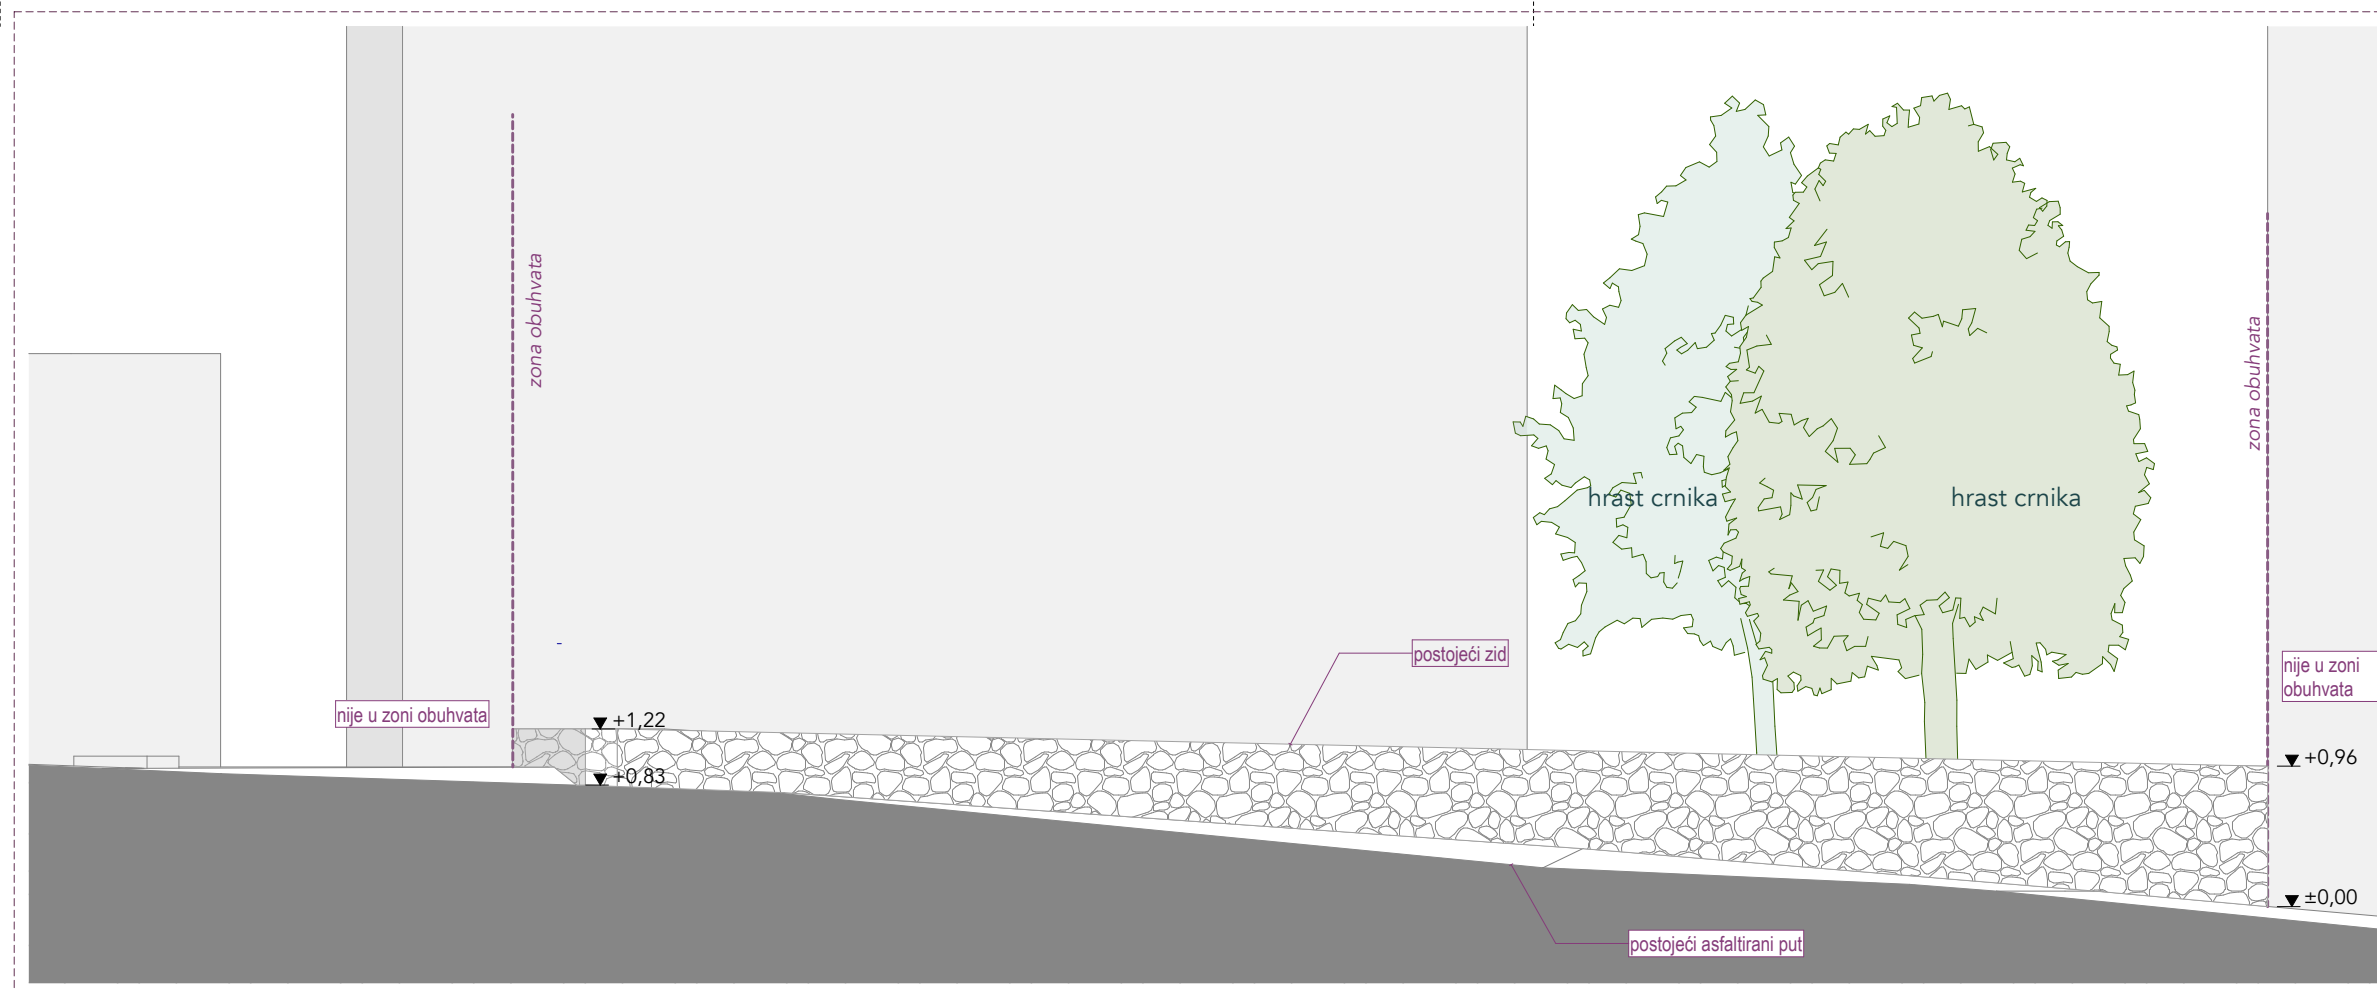 zona obuhvata
zona obuhvata
hrast crnika
hrast crnika
postojeći zid
nije u zoni
obuhvata
nije u zoni obuhvata
+1,22
+0,83
+0,96
±0,00
postojeći asfaltirani put